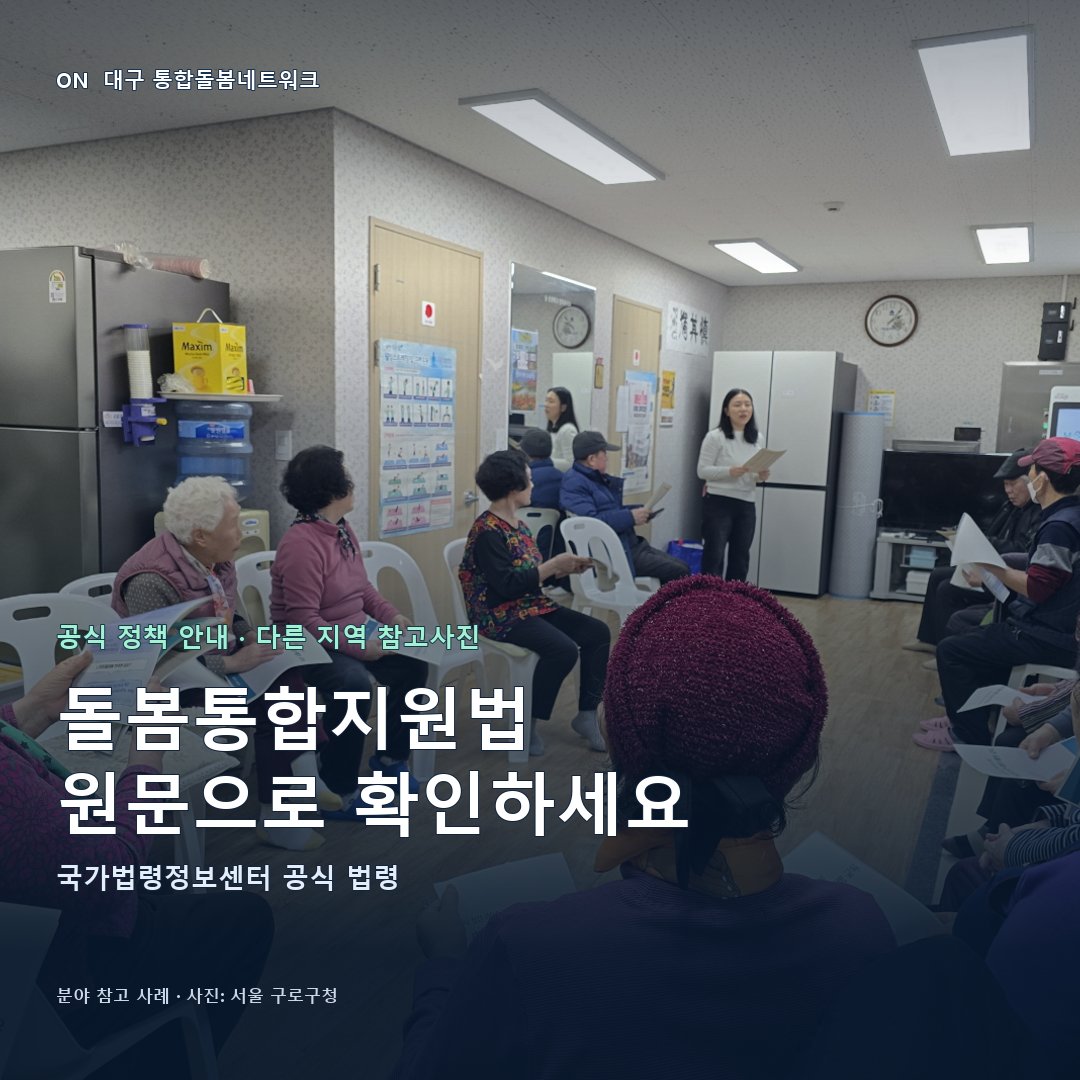 ON 대구 통합돌봄네트워크
Maxim
Maxim
공식 정책 안내 · 다른 지역 참고사진
돌봄통합지원법
원문으로 확인하세요
국가법령정보센터 공식 법령
분야 참고 사례 · 사진: 서울 구로구청